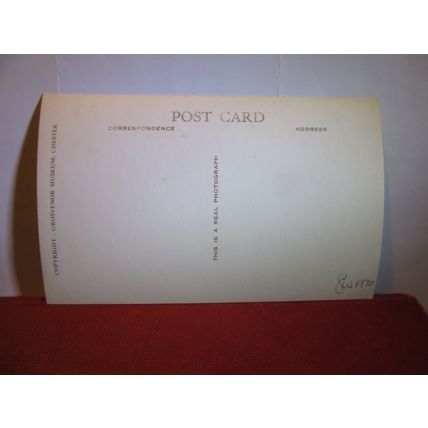 POST CARD
CORRESPONDENCE
ADDRESS
COPYRIGHT - GROSVENOR MUSEUM, CHESTER
THIS IS A REAL PHOTOGRAPH